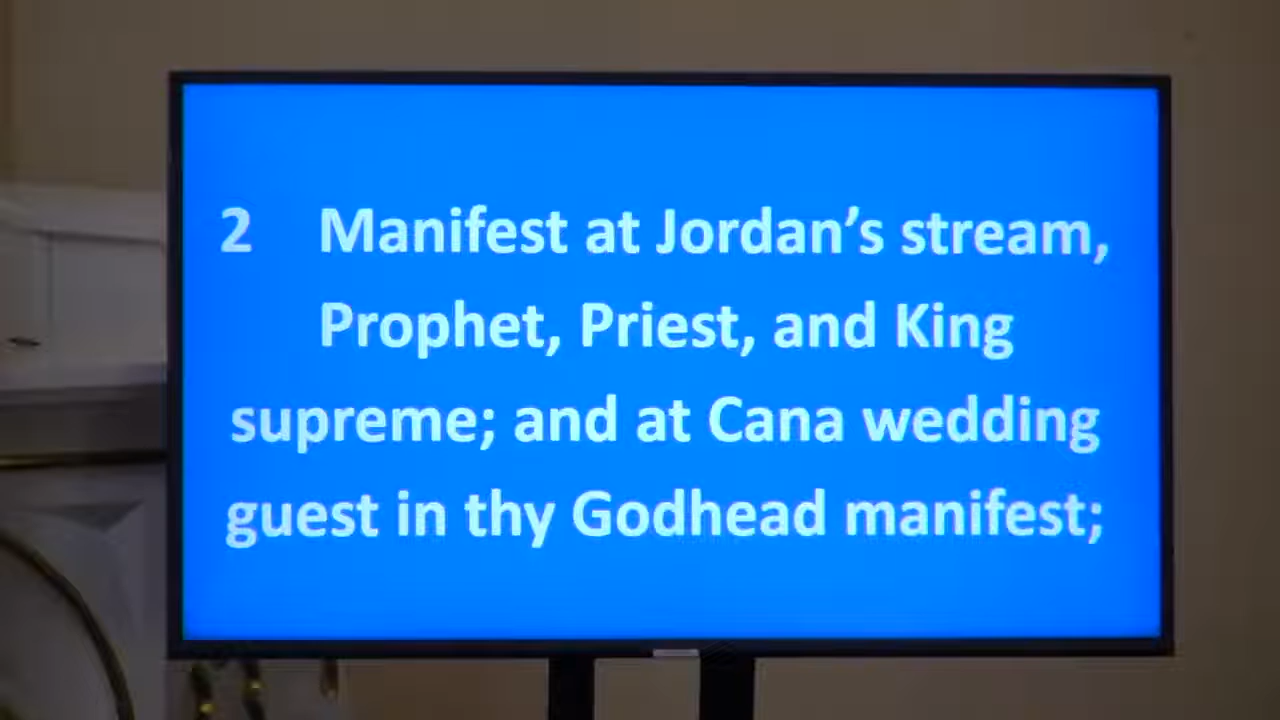 2 Manifest at Jordan’s stream,
Prophet, Priest, and King
supreme; and at Cana wedding
guest in thy Godhead manifest;